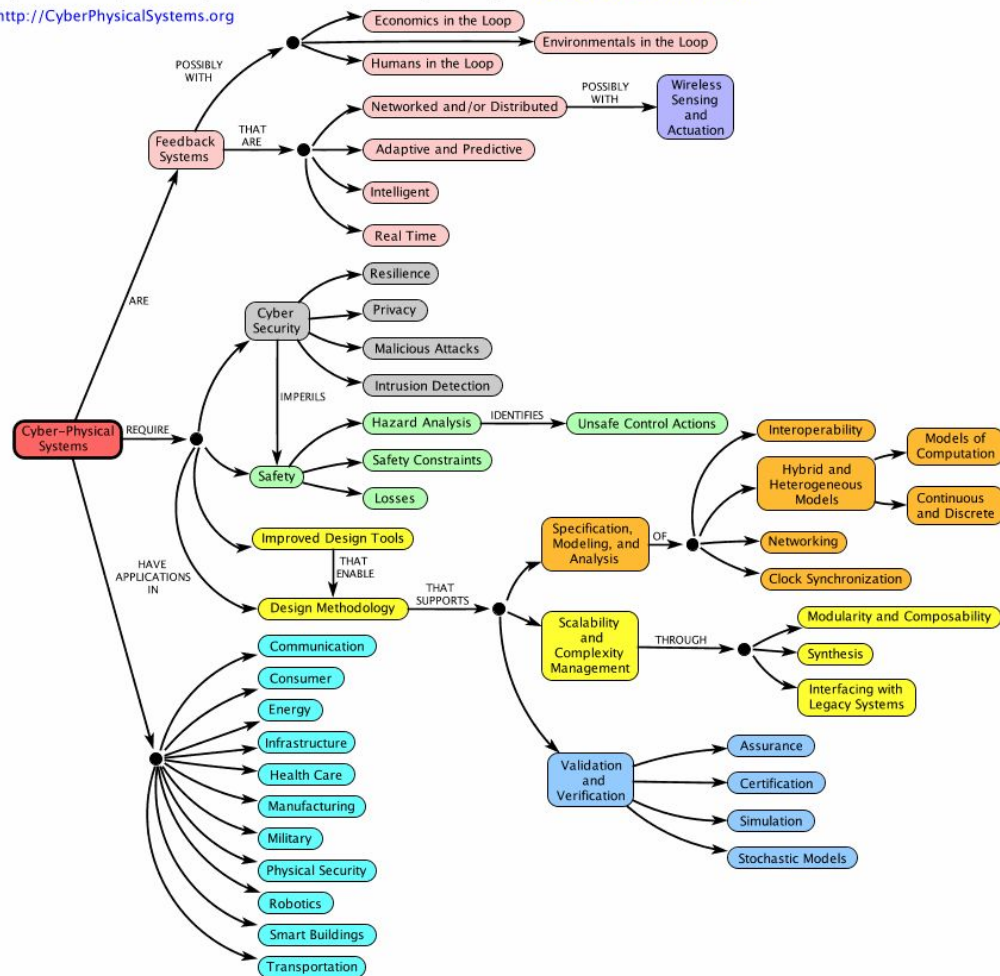 http://CyberPhysicalSystems.org
Economics in the Loop
Environmentals in the Loop
Humans in the Loop
POSSIBLY
WITH
Networked and/or Distributed
POSSIBLY
WITH
Wireless
Sensing
and
Actuation
Feedback
Systems
THAT
ARE
Adaptive and Predictive
Intelligent
Real Time
ARE
Resilience
Cyber
Security
Privacy
Malicious Attacks
Intrusion Detection
IMPERILS
Cyber-Physical
Systems
REQUIRE
Hazard Analysis
IDENTIFIES
Unsafe Control Actions
Safety
Safety Constraints
Losses
Interoperability
Hybrid and
Heterogeneous
Models
Models of
Computation
Continuous
and Discrete
Improved Design Tools
THAT
ENABLE
Specification,
Modeling, and
Analysis
OF
Networking
Clock Synchronization
HAVE
APPLICATIONS
IN
Design Methodology
THAT
SUPPORTS
Scalability
and
Complexity
Management
THROUGH
Modularity and Composability
Synthesis
Interfacing with
Legacy Systems
Communication
Consumer
Energy
Infrastructure
Health Care
Manufacturing
Military
Physical Security
Robotics
Smart Buildings
Transportation
Validation
and
Verification
Assurance
Certification
Simulation
Stochastic Models